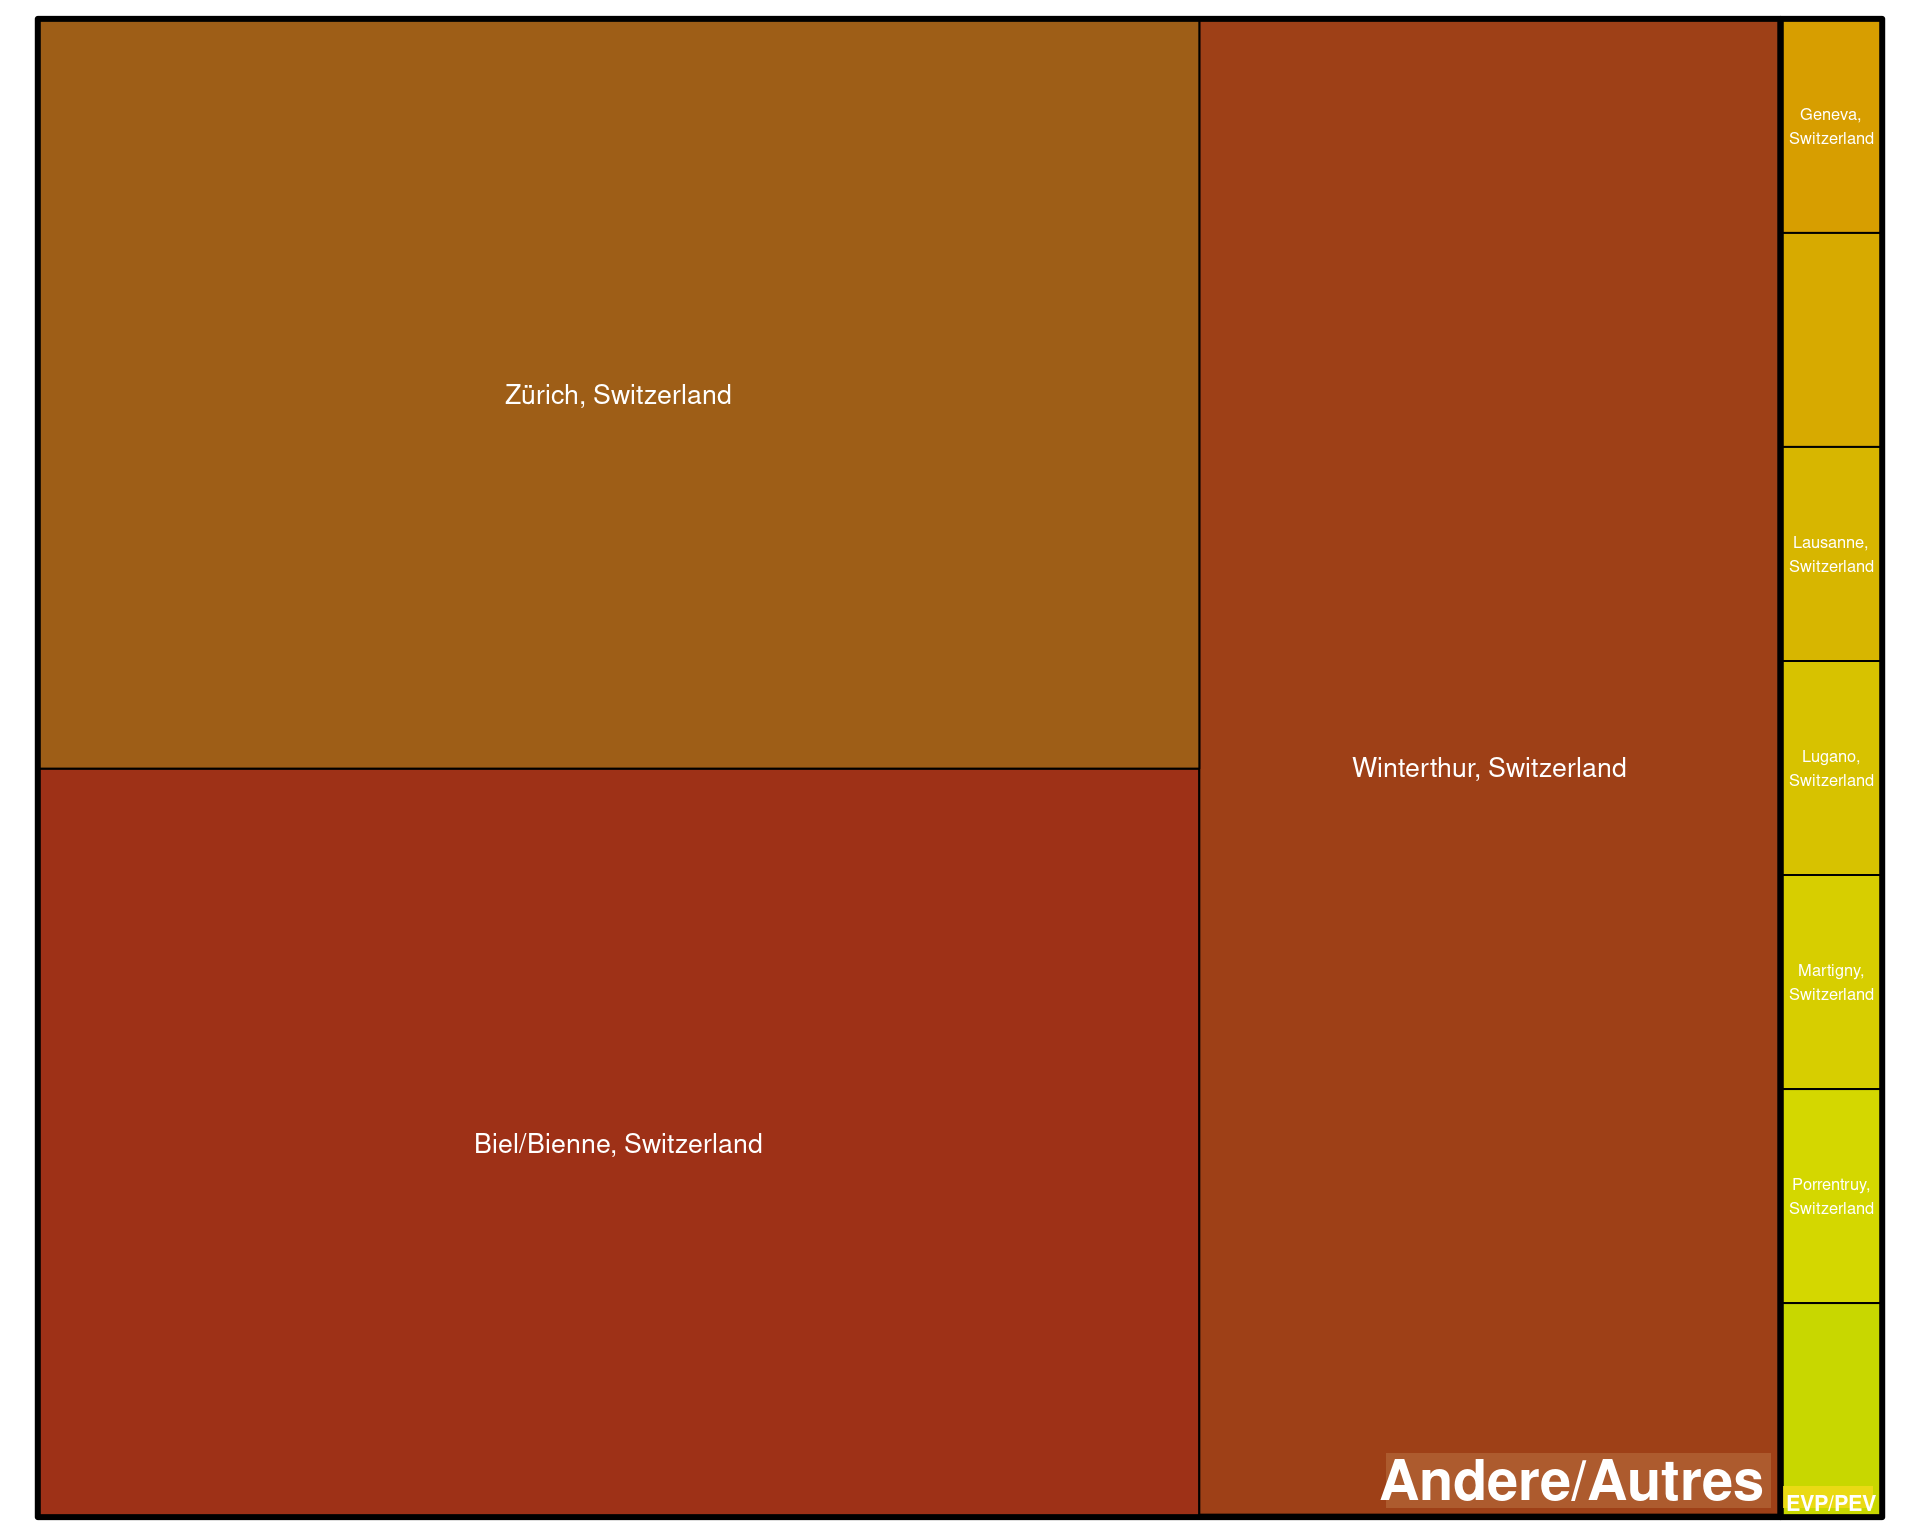 Zürich, Switzerland
Biel/Bienne, Switzerland
Winterthur, Switzerland
Andere/Autres
Geneva,
Switzerland
Lausanne,
Switzerland
Lugano,
Switzerland
Martigny,
Switzerland
Porrentruy,
Switzerland
EVP/PEV